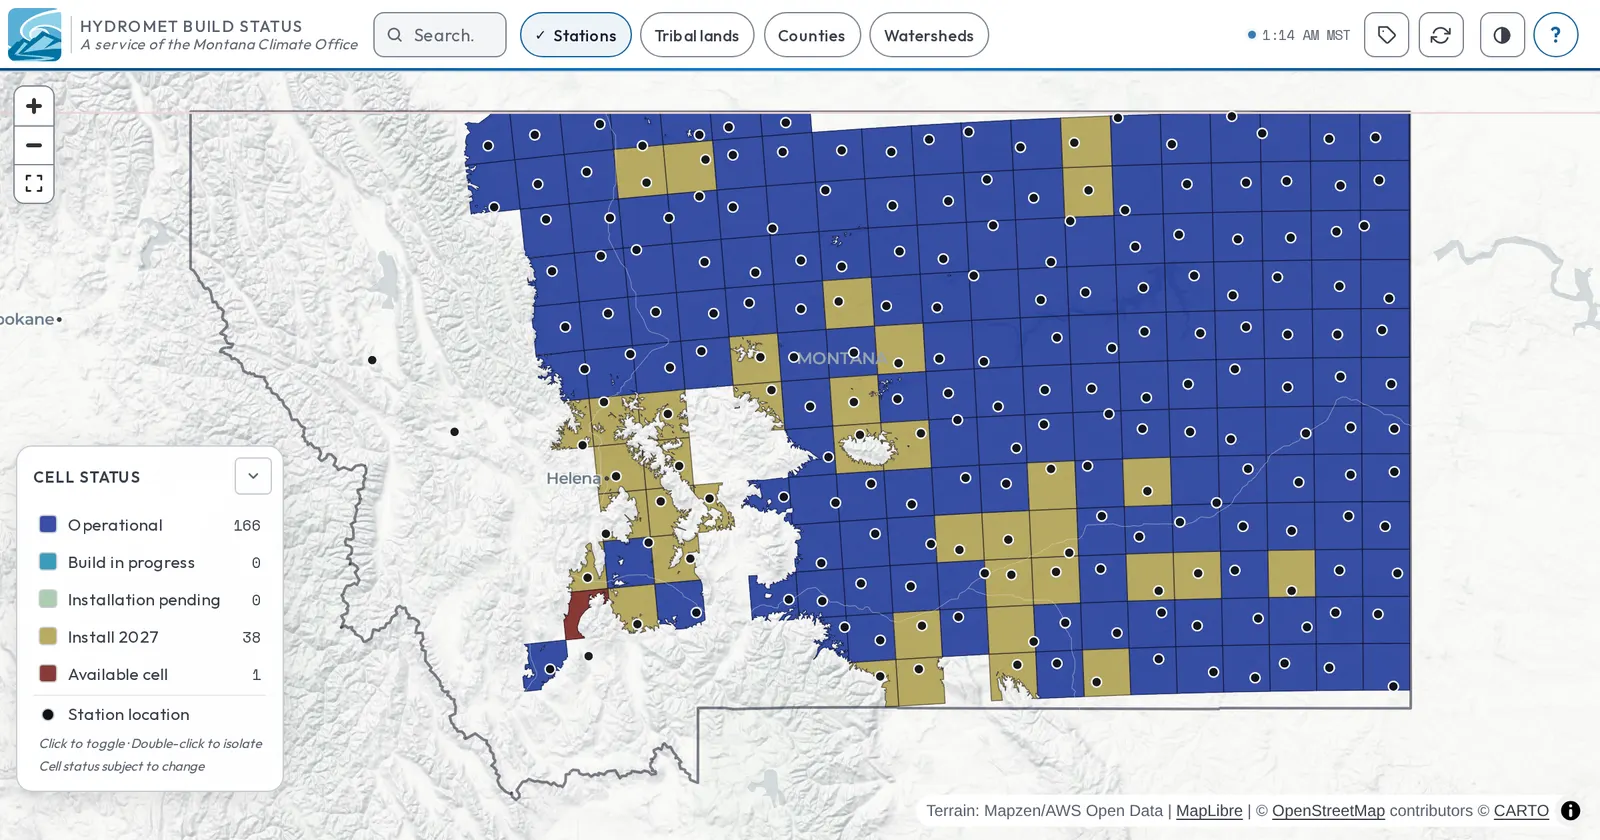 HYDROMET BUILD STATUS
A service of the Montana Climate Office
Search.
✓ Stations
Tribal lands
Counties
Watersheds
1:14 AM MST
?
+
−
pokane
MONTANA
Helena
CELL STATUS
Operational 166
Build in progress 0
Installation pending 0
Install 2027 38
Available cell 1
Station location
Click to toggle · Double-click to isolate
Cell status subject to change
Terrain: Mapzen/AWS Open Data | MapLibre | © OpenStreetMap contributors © CARTO